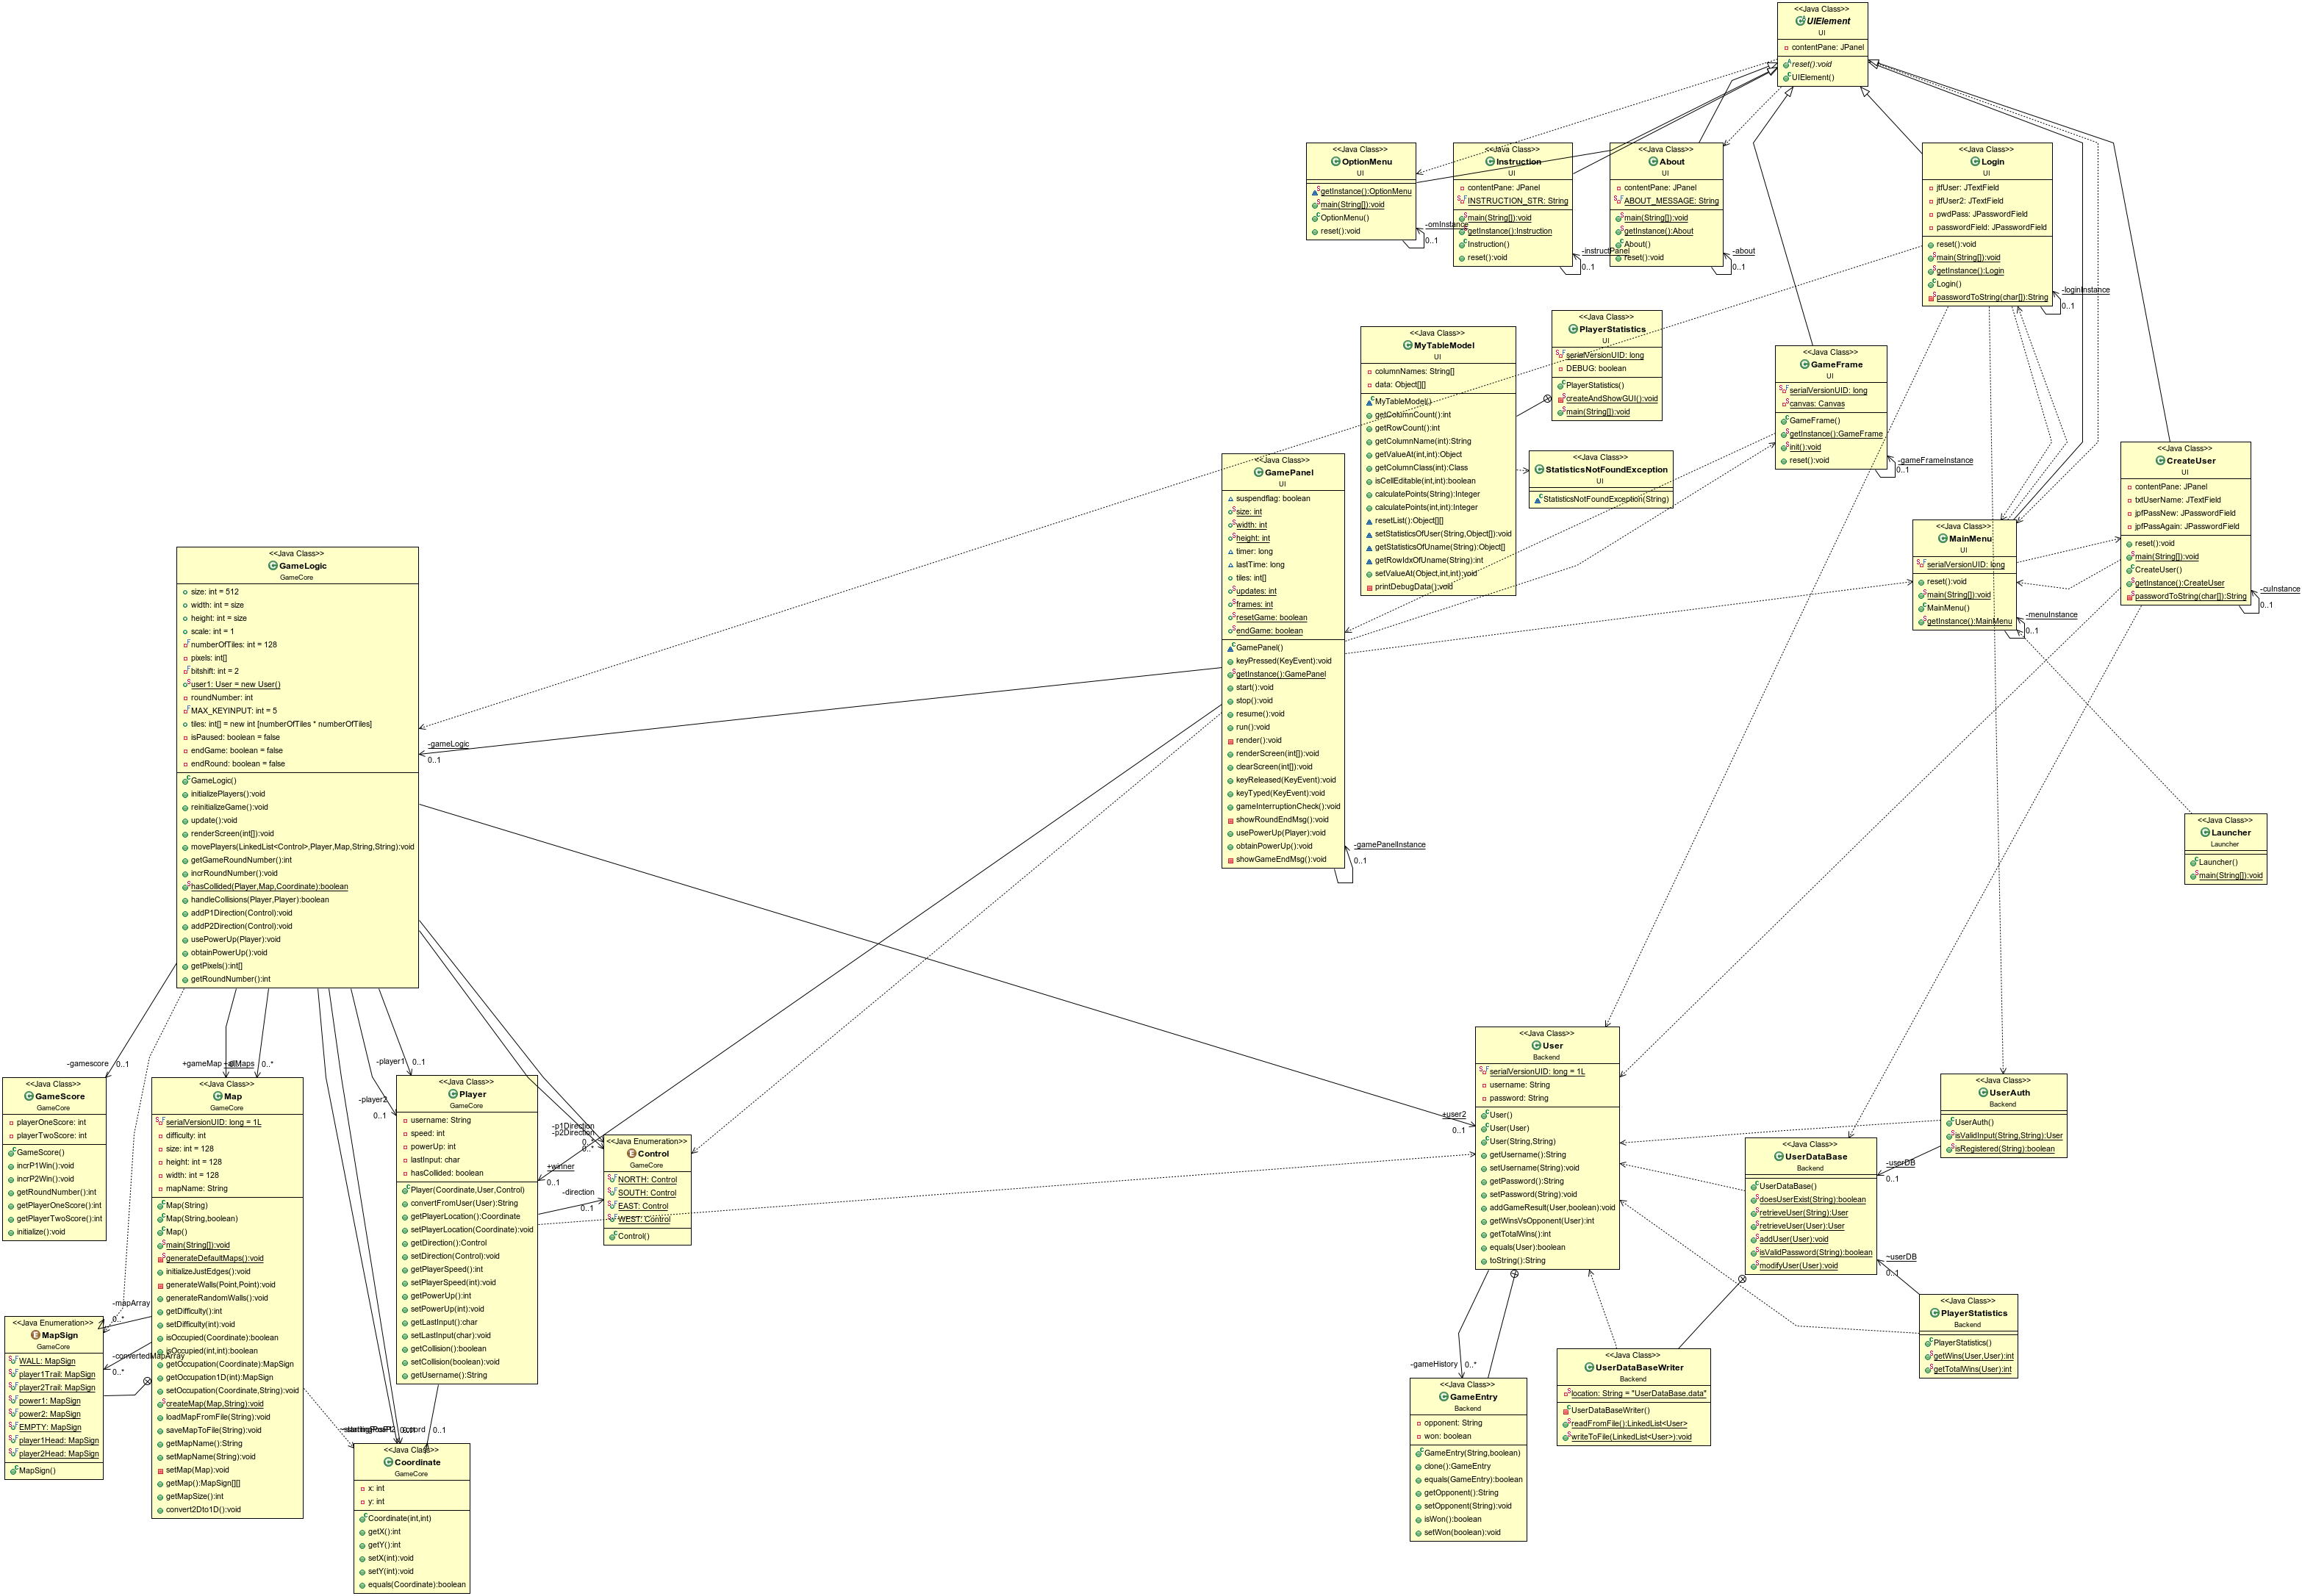 <<Java Class>>
UIElement
UI
contentPane: JPanel
reset():void
UIElement()
<<Java Class>>
OptionMenu
UI
getInstance():OptionMenu
main(String[]):void
OptionMenu()
reset():void
-omInstance
0..1
<<Java Class>>
Instruction
UI
contentPane: JPanel
INSTRUCTION_STR: String
main(String[]):void
getInstance():Instruction
Instruction()
reset():void
-instructPanel
0..1
<<Java Class>>
About
UI
contentPane: JPanel
ABOUT_MESSAGE: String
main(String[]):void
getInstance():About
About()
reset():void
-about
0..1
<<Java Class>>
Login
UI
jtfUser: JTextField
jtfUser2: JTextField
pwdPass: JPasswordField
passwordField: JPasswordField
reset():void
main(String[]):void
getInstance():Login
Login()
passwordToString(char[]):String
-loginInstance
0..1
<<Java Class>>
MyTableModel
UI
columnNames: String[]
data: Object[][]
MyTableModel()
getColumnCount():int
getRowCount():int
getColumnName(int):String
getValueAt(int,int):Object
getColumnClass(int):Class
isCellEditable(int,int):boolean
calculatePoints(String):Integer
calculatePoints(int,int):Integer
resetList():Object[][]
setStatisticsOfUser(String,Object[]):void
getStatisticsOfUname(String):Object[]
getRowIdxOfUname(String):int
setValueAt(Object,int,int):void
printDebugData():void
<<Java Class>>
PlayerStatistics
UI
serialVersionUID: long
DEBUG: boolean
PlayerStatistics()
createAndShowGUI():void
main(String[]):void
<<Java Class>>
StatisticsNotFoundException
UI
StatisticsNotFoundException(String)
<<Java Class>>
GameFrame
UI
serialVersionUID: long
canvas: Canvas
GameFrame()
getInstance():GameFrame
init():void
reset():void
-gameFrameInstance
0..1
<<Java Class>>
CreateUser
UI
contentPane: JPanel
txtUserName: JTextField
jpfPassNew: JPasswordField
jpfPassAgain: JPasswordField
reset():void
main(String[]):void
CreateUser()
getInstance():CreateUser
passwordToString(char[]):String
-cuInstance
0..1
<<Java Class>>
MainMenu
UI
serialVersionUID: long
reset():void
main(String[]):void
MainMenu()
getInstance():MainMenu
-menuInstance
0..1
<<Java Class>>
GamePanel
UI
suspendflag: boolean
size: int
width: int
height: int
timer: long
lastTime: long
tiles: int[]
updates: int
frames: int
resetGame: boolean
endGame: boolean
GamePanel()
keyPressed(KeyEvent):void
getInstance():GamePanel
start():void
stop():void
resume():void
run():void
render():void
renderScreen(int[]):void
clearScreen(int[]):void
keyReleased(KeyEvent):void
keyTyped(KeyEvent):void
gameInterruptionCheck():void
showRoundEndMsg():void
usePowerUp(Player):void
obtainPowerUp():void
showGameEndMsg():void
-gamePanelInstance
0..1
<<Java Class>>
GameLogic
GameCore
size: int = 512
width: int = size
height: int = size
scale: int = 1
numberOfTiles: int = 128
pixels: int[]
bitshift: int = 2
user1: User = new User()
roundNumber: int
MAX_KEYINPUT: int = 5
tiles: int[] = new int [numberOfTiles * numberOfTiles]
isPaused: boolean = false
endGame: boolean = false
endRound: boolean = false
GameLogic()
initializePlayers():void
reinitializeGame():void
update():void
renderScreen(int[]):void
movePlayers(LinkedList<Control>,Player,Map,String,String):void
getGameRoundNumber():int
incrRoundNumber():void
hasCollided(Player,Map,Coordinate):boolean
handleCollisions(Player,Player):boolean
addP1Direction(Control):void
addP2Direction(Control):void
usePowerUp(Player):void
obtainPowerUp():void
getPixels():int[]
getRoundNumber():int
-gameLogic
0..1
<<Java Class>>
Launcher
Launcher
Launcher()
main(String[]):void
-gamescore
0..1
+gameMap
0..*
-player1
0..1
-player2
0..1
-p1Direction
-p2Direction
0..*
+winner
0..1
-direction
0..1
+user2
0..1
<<Java Class>>
GameScore
GameCore
playerOneScore: int
playerTwoScore: int
GameScore()
incrP1Win():void
incrP2Win():void
getRoundNumber():int
getPlayerOneScore():int
getPlayerTwoScore():int
initialize():void
<<Java Class>>
Map
GameCore
serialVersionUID: long = 1L
difficulty: int
size: int = 128
height: int = 128
width: int = 128
mapName: String
Map(String)
Map(String,boolean)
Map()
main(String[]):void
generateDefaultMaps():void
initializeJustEdges():void
generateWalls(Point,Point):void
generateRandomWalls():void
getDifficulty():int
setDifficulty(int):void
isOccupied(Coordinate):boolean
isOccupied(int,int):boolean
getOccupation(Coordinate):MapSign
getOccupation1D(int):MapSign
setOccupation(Coordinate,String):void
createMap(Map,String):void
loadMapFromFile(String):void
saveMapToFile(String):void
getMapName():String
setMapName(String):void
setMap(Map):void
getMap():MapSign[][]
getMapSize():int
convert2Dto1D():void
-mapArray
0..*
-convertedMapArray
0..*
<<Java Enumeration>>
MapSign
GameCore
WALL: MapSign
player1Trail: MapSign
player2Trail: MapSign
power1: MapSign
power2: MapSign
EMPTY: MapSign
player1Head: MapSign
player2Head: MapSign
MapSign()
<<Java Class>>
Player
GameCore
username: String
speed: int
powerUp: int
lastInput: char
hasCollided: boolean
Player(Coordinate,User,Control)
convertFromUser(User):String
getPlayerLocation():Coordinate
setPlayerLocation(Coordinate):void
getDirection():Control
setDirection(Control):void
getPlayerSpeed():int
setPlayerSpeed(int):void
getPowerUp():int
setPowerUp(int):void
getLastInput():char
setLastInput(char):void
getCollision():boolean
setCollision(boolean):void
getUsername():String
<<Java Enumeration>>
Control
GameCore
NORTH: Control
SOUTH: Control
EAST: Control
WEST: Control
Control()
0..1
<<Java Class>>
Coordinate
GameCore
x: int
y: int
Coordinate(int,int)
getX():int
getY():int
setX(int):void
setY(int):void
equals(Coordinate):boolean
<<Java Class>>
User
Backend
serialVersionUID: long = 1L
username: String
password: String
User()
User(User)
User(String,String)
getUsername():String
setUsername(String):void
getPassword():String
setPassword(String):void
addGameResult(User,boolean):void
getWinsVsOpponent(User):int
getTotalWins():int
equals(User):boolean
toString():String
-gameHistory
0..*
<<Java Class>>
GameEntry
Backend
opponent: String
won: boolean
GameEntry(String,boolean)
clone():GameEntry
equals(GameEntry):boolean
getOpponent():String
setOpponent(String):void
isWon():boolean
setWon(boolean):void
<<Java Class>>
UserAuth
Backend
UserAuth()
isValidInput(String,String):User
isRegistered(String):boolean
-userDB
0..1
<<Java Class>>
UserDataBase
Backend
UserDataBase()
doesUserExist(String):boolean
retrieveUser(String):User
retrieveUser(User):User
addUser(User):void
isValidPassword(String):boolean
modifyUser(User):void
~userDB
0..1
<<Java Class>>
PlayerStatistics
Backend
PlayerStatistics()
getWins(User,User):int
getTotalWins(User):int
<<Java Class>>
UserDataBaseWriter
Backend
location: String = "UserDataBase.data"
UserDataBaseWriter()
readFromFile():LinkedList<User>
writeToFile(LinkedList<User>):void